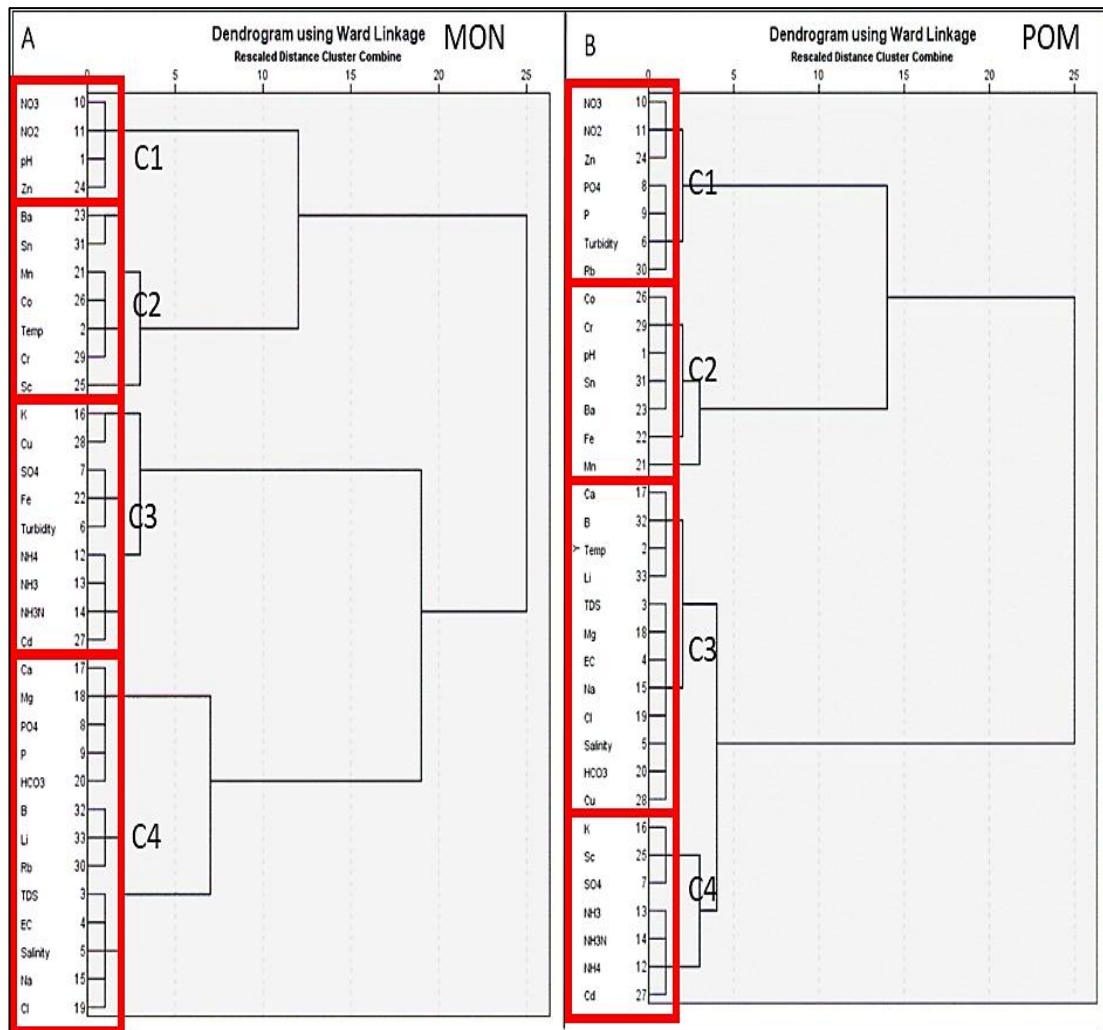 A
Dendrogram using Ward Linkage MON
Rescaled Distance Cluster Combine
0 5 10 15 20 25
NO3 10
NO2 11
pH 1
Zn 24
C1
Ba 23
Sn 31
Mn 21
Co 26
Temp 2
Cr 29
Sc 25
C2
K 16
Cu 28
SO4 7
Fe 22
Turbidity 6
NH4 12
NH3 13
NH3N 14
Cd 27
C3
Ca 17
Mg 18
PO4 8
P 9
HCO3 20
B 32
Li 33
Rb 30
TDS 3
EC 4
Salinity 5
Na 15
Cl 19
C4
B
Dendrogram using Ward Linkage POM
Rescaled Distance Cluster Combine
0 5 10 15 20 25
NO3 10
NO2 11
Zn 24
PO4 8
P 9
Turbidity 6
Rb 30
C1
Co 26
Cr 29
pH 1
Sn 31
Ba 23
Fe 22
Mn 21
C2
Ca 17
B 32
Y Temp 2
Li 33
TDS 3
Mg 18
EC 4
Na 15
Cl 19
Salinity 5
HCO3 20
Cu 28
C3
K 16
Sc 25
SO4 7
NH3 13
NH3N 14
NH4 12
Cd 27
C4